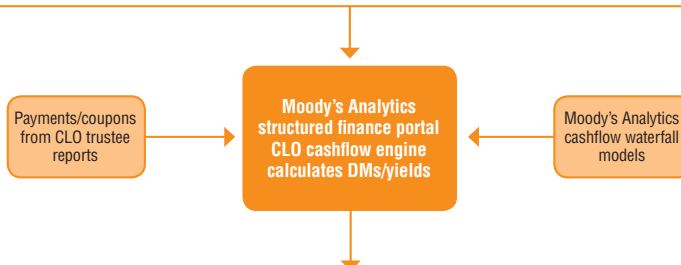 Payments/coupons
from CLO trustee
reports
Moody's Analytics
structured finance portal
CLO cashflow engine
calculates DMs/yields
Moody's Analytics
cashflow waterfall
models